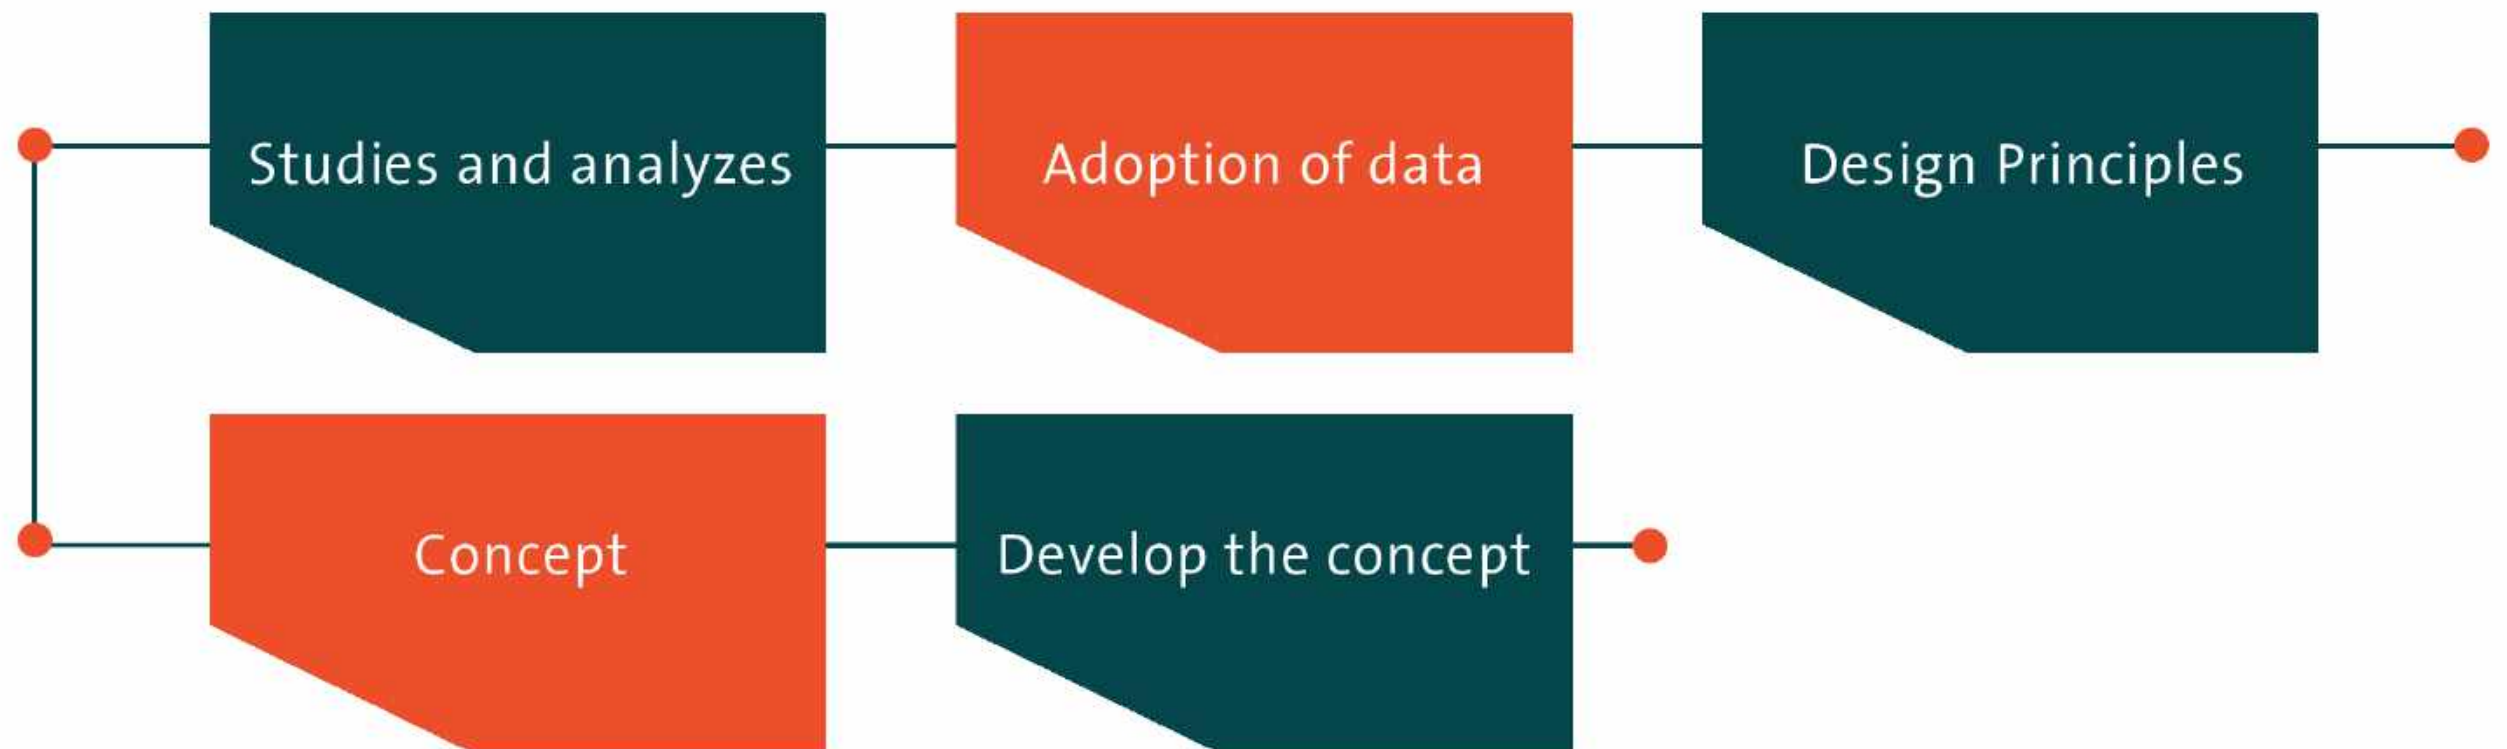 Studies and analyzes
Adoption of data
Design Principles
Concept
Develop the concept